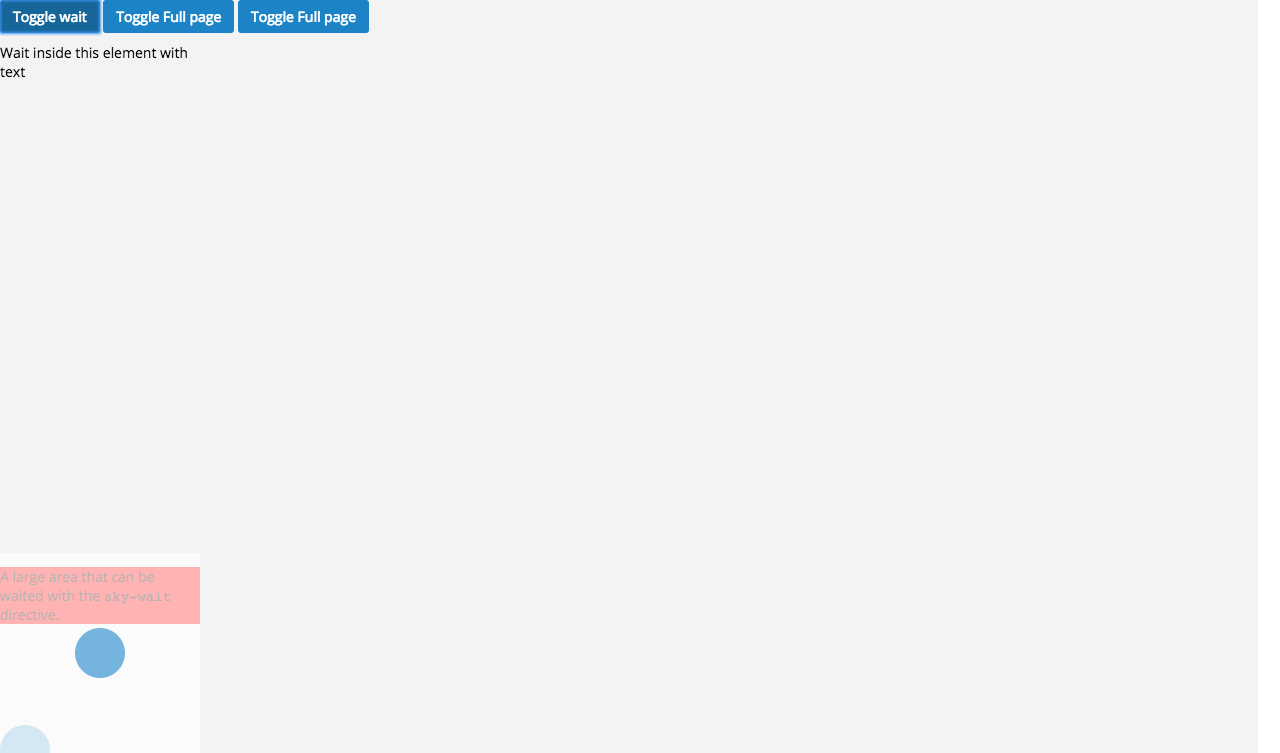 Toggle wait Toggle Full page Toggle Full page
Wait inside this element with
text
A large area that can be
waited with the sky-wait
directive.